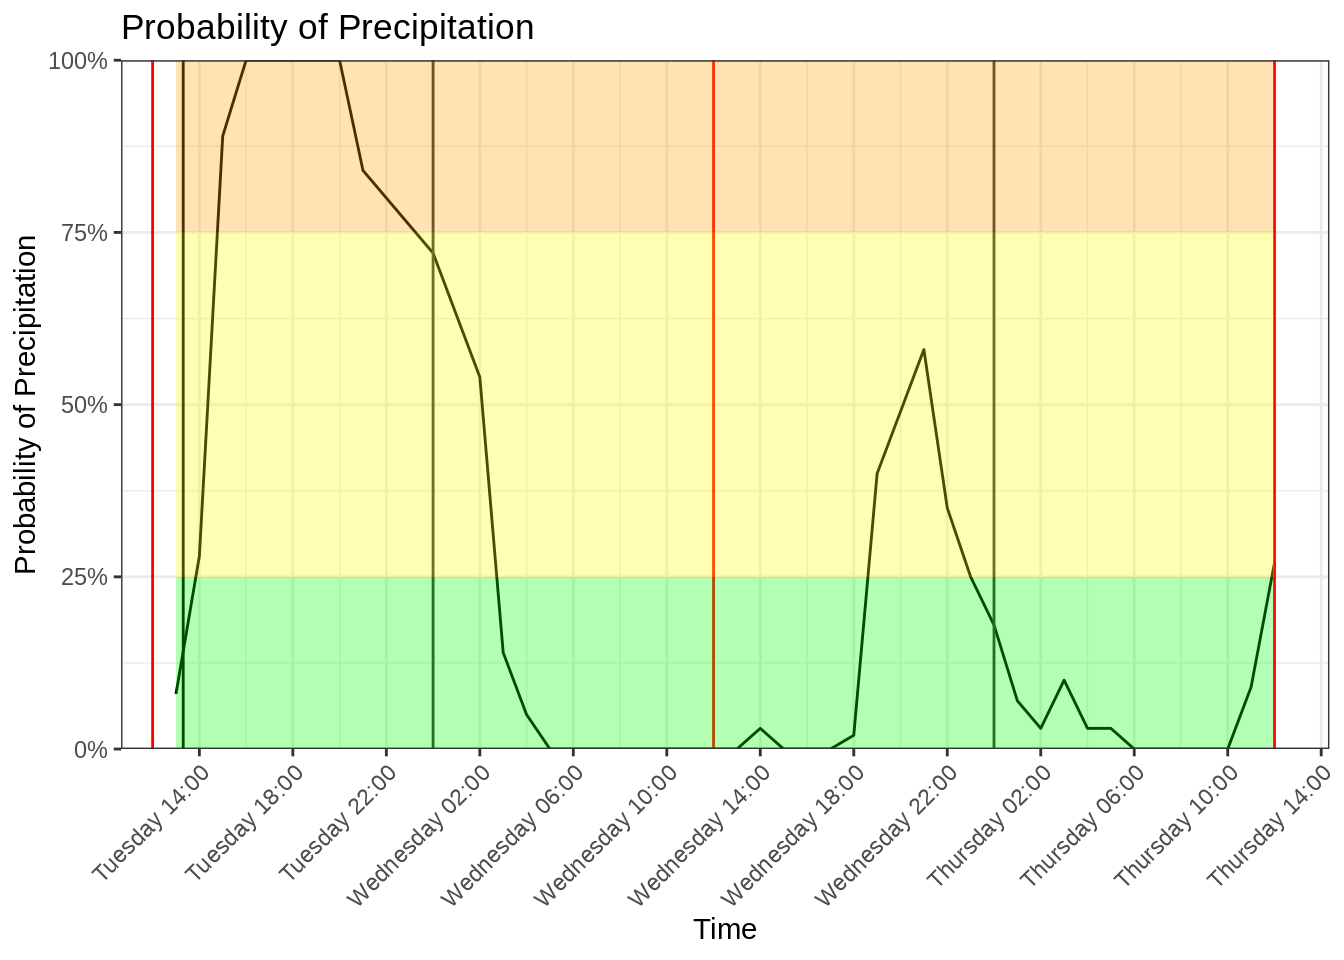 Probability of Precipitation
Probability of Precipitation
100%
75%
50%
25%
0%
Tuesday 14:00
Tuesday 18:00
Tuesday 22:00
Wednesday 02:00
Wednesday 06:00
Wednesday 10:00
Wednesday 14:00
Wednesday 18:00
Wednesday 22:00
Thursday 02:00
Thursday 06:00
Thursday 10:00
Thursday 14:00
Time